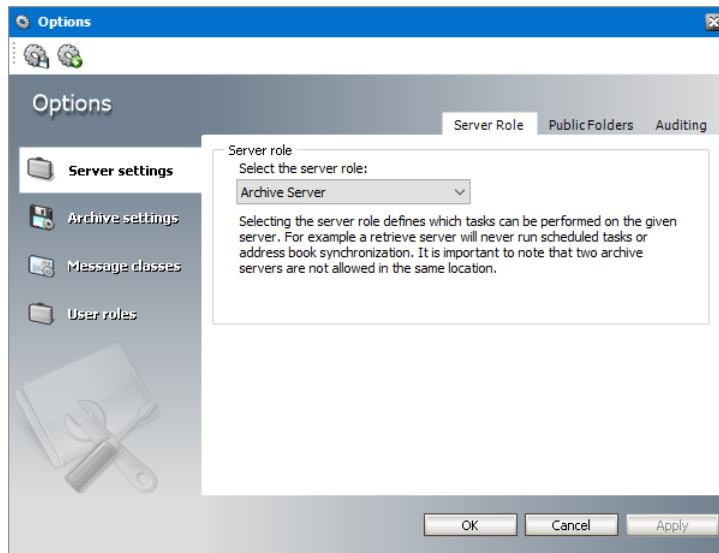 Options
Options
Server Role
Public Folders
Auditing
Server settings
Archive settings
Message classes
User roles
Server role
Select the server role:
Archive Server
Selecting the server role defines which tasks can be performed on the given
server. For example a retrieve server will never run scheduled tasks or
address book synchronization. It is important to note that two archive
servers are not allowed in the same location.
OK
Cancel
Apply